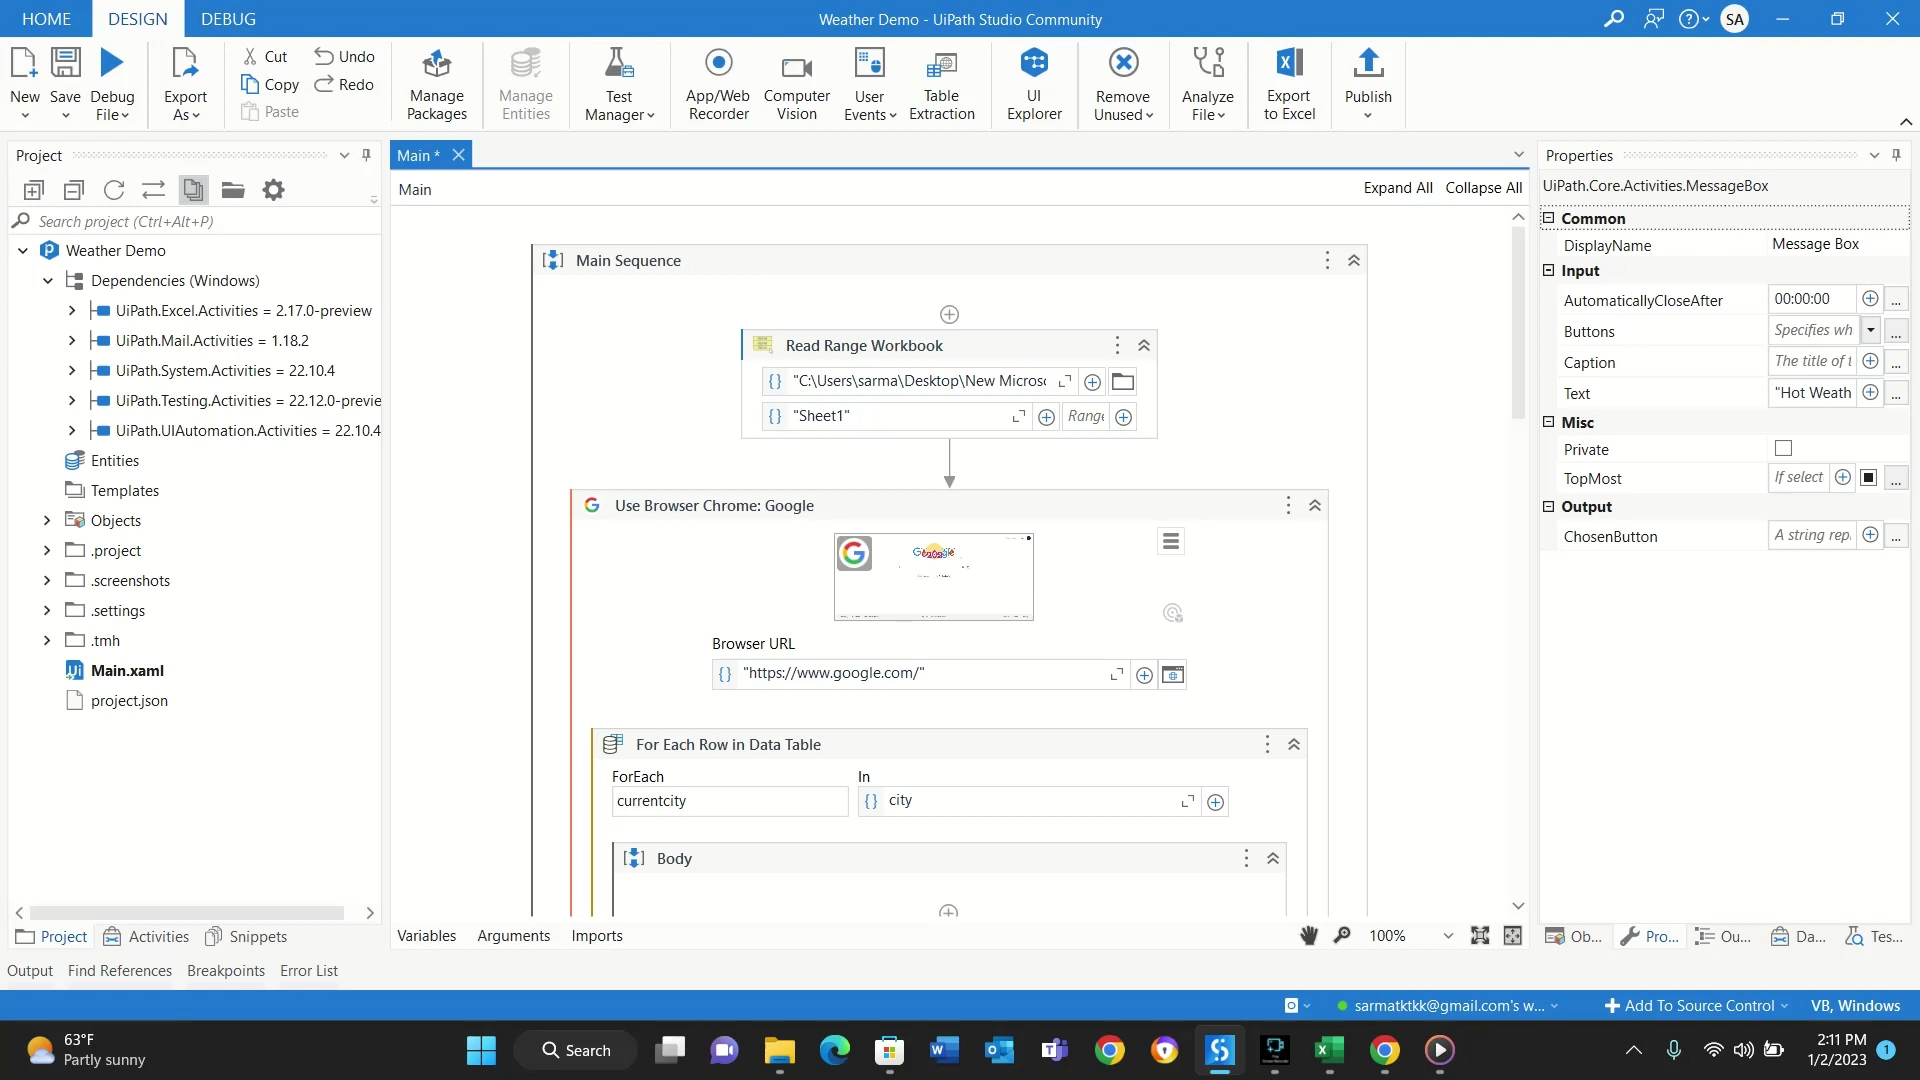 HOME DESIGN DEBUG
Weather Demo - UiPath Studio Community
SA
New
Save
Debug File
Export As
Cut
Copy
Paste
Undo
Redo
Manage Packages
Manage Entities
Test Manager
App/Web Recorder
Computer Vision
User Events
Table Extraction
UI Explorer
Remove Unused
Analyze File
Export to Excel
Publish
Project
Search project (Ctrl+Alt+P)
Weather Demo
Dependencies (Windows)
UiPath.Excel.Activities = 2.17.0-preview
UiPath.Mail.Activities = 1.18.2
UiPath.System.Activities = 22.10.4
UiPath.Testing.Activities = 22.12.0-previe
UiPath.UIAutomation.Activities = 22.10.4
Entities
Templates
Objects
.project
.screenshots
.settings
.tmh
Main.xaml
project.json
Project Activities Snippets
Main *
Main
Expand All Collapse All
Main Sequence
Read Range Workbook
"C:\Users\sarma\Desktop\New Microsc
"Sheet1"
Range
Use Browser Chrome: Google
Browser URL
"https://www.google.com/"
For Each Row in Data Table
ForEach In
currentcity city
Body
Variables Arguments Imports
100%
Properties
UiPath.Core.Activities.MessageBox
Common
DisplayName Message Box
Input
AutomaticallyCloseAfter 00:00:00 ...
Buttons Specifies wh ...
Caption The title of t ...
Text "Hot Weath ...
Misc
Private
TopMost If select ...
Output
ChosenButton A string rep. ...
Ob... Pro... Ou... Da... Tes...
Output Find References Breakpoints Error List
sarmatktkk@gmail.com's w...
Add To Source Control
VB, Windows
63°F
Partly sunny
Search
2:11 PM
1/2/2023
1